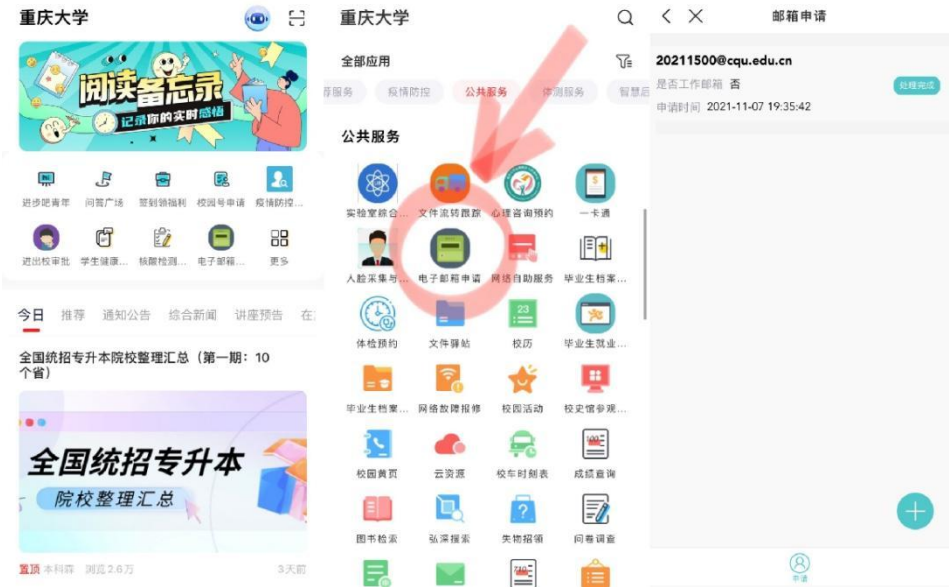 重庆大学
阅读备忘录
记录你的实时感悟
进步吧青年
问答广场
签到领福利
校园号申请
疫情防控...
进出校审批
学生健康...
核酸检测...
电子邮箱...
更多
今日
推荐
通知公告
综合新闻
讲座预告
在
全国统招专升本院校整理汇总（第一期：10
个省）
全国统招专升本
院校整理汇总
置顶 本科库 浏览2.6万
3天前
重庆大学
全部应用
荐服务
疫情防控
公共服务
体测服务
智慧后
公共服务
实验室综合...
文件流转跟踪
心理咨询预约
一卡通
人脸采集与...
电子邮箱申请
网络自助服务
毕业生档案...
23
体检预约
文件驿站
校历
毕业生就业...
毕业生档案...
网络故障报修
校园活动
校史馆参观...
100
校园黄页
云资源
校车时刻表
成绩查询
图书检索
弘深搜索
失物招领
问卷调查
邮箱申请
20211500@cqu.edu.cn
是否工作邮箱 否
处理完成
申请时间 2021-11-07 19:35:42
申请